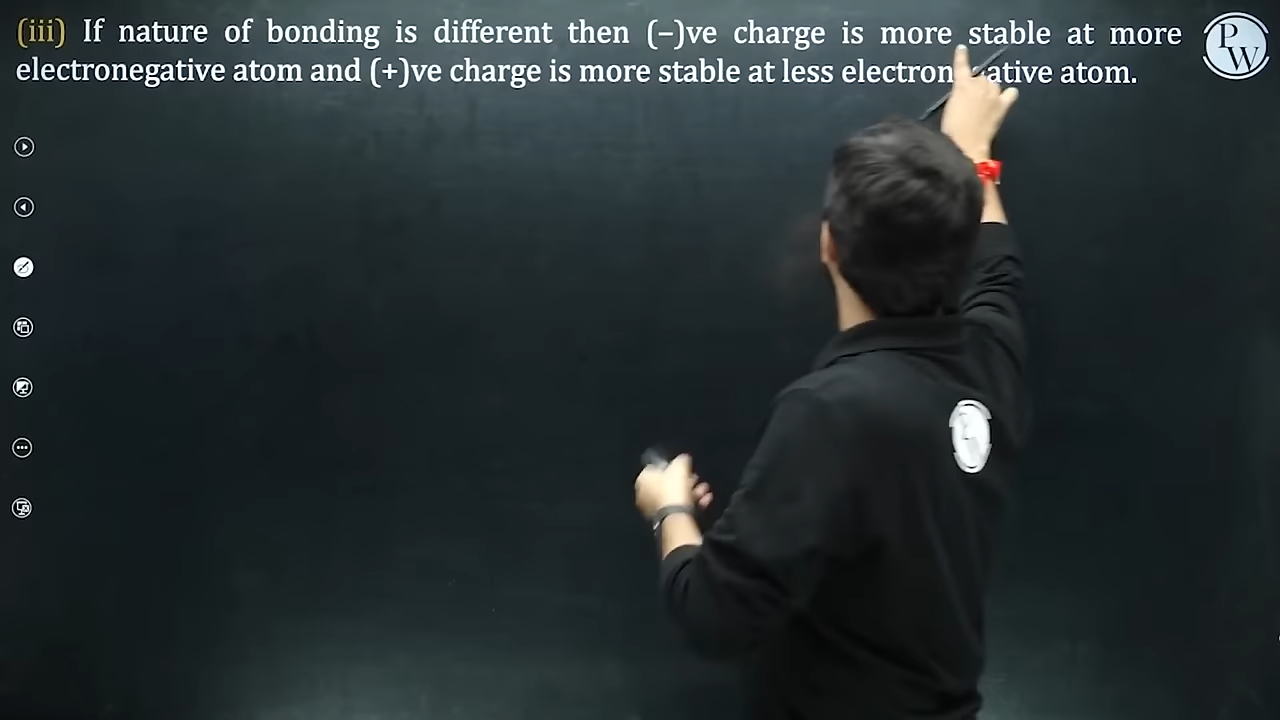 (iii) If nature of bonding is different then (–)ve charge is more stable at more
electronegative atom and (+)ve charge is more stable at less ative atom.
PW